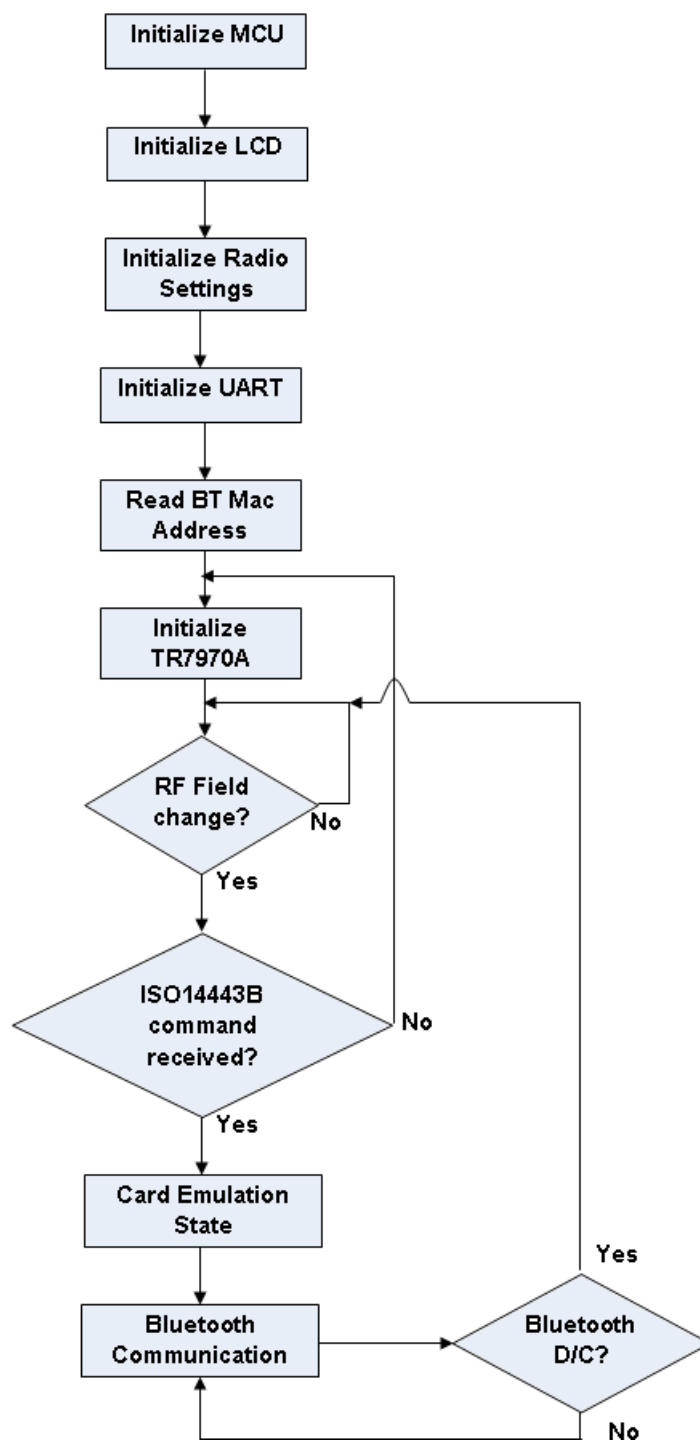 Initialize MCU
Initialize LCD
Initialize Radio
Settings
Initialize UART
Read BT Mac
Address
Initialize
TR7970A
RF Field
change?
No
Yes
ISO14443B
command
received?
No
Yes
Card Emulation
State
Yes
Bluetooth
Communication
Bluetooth
D/C?
No